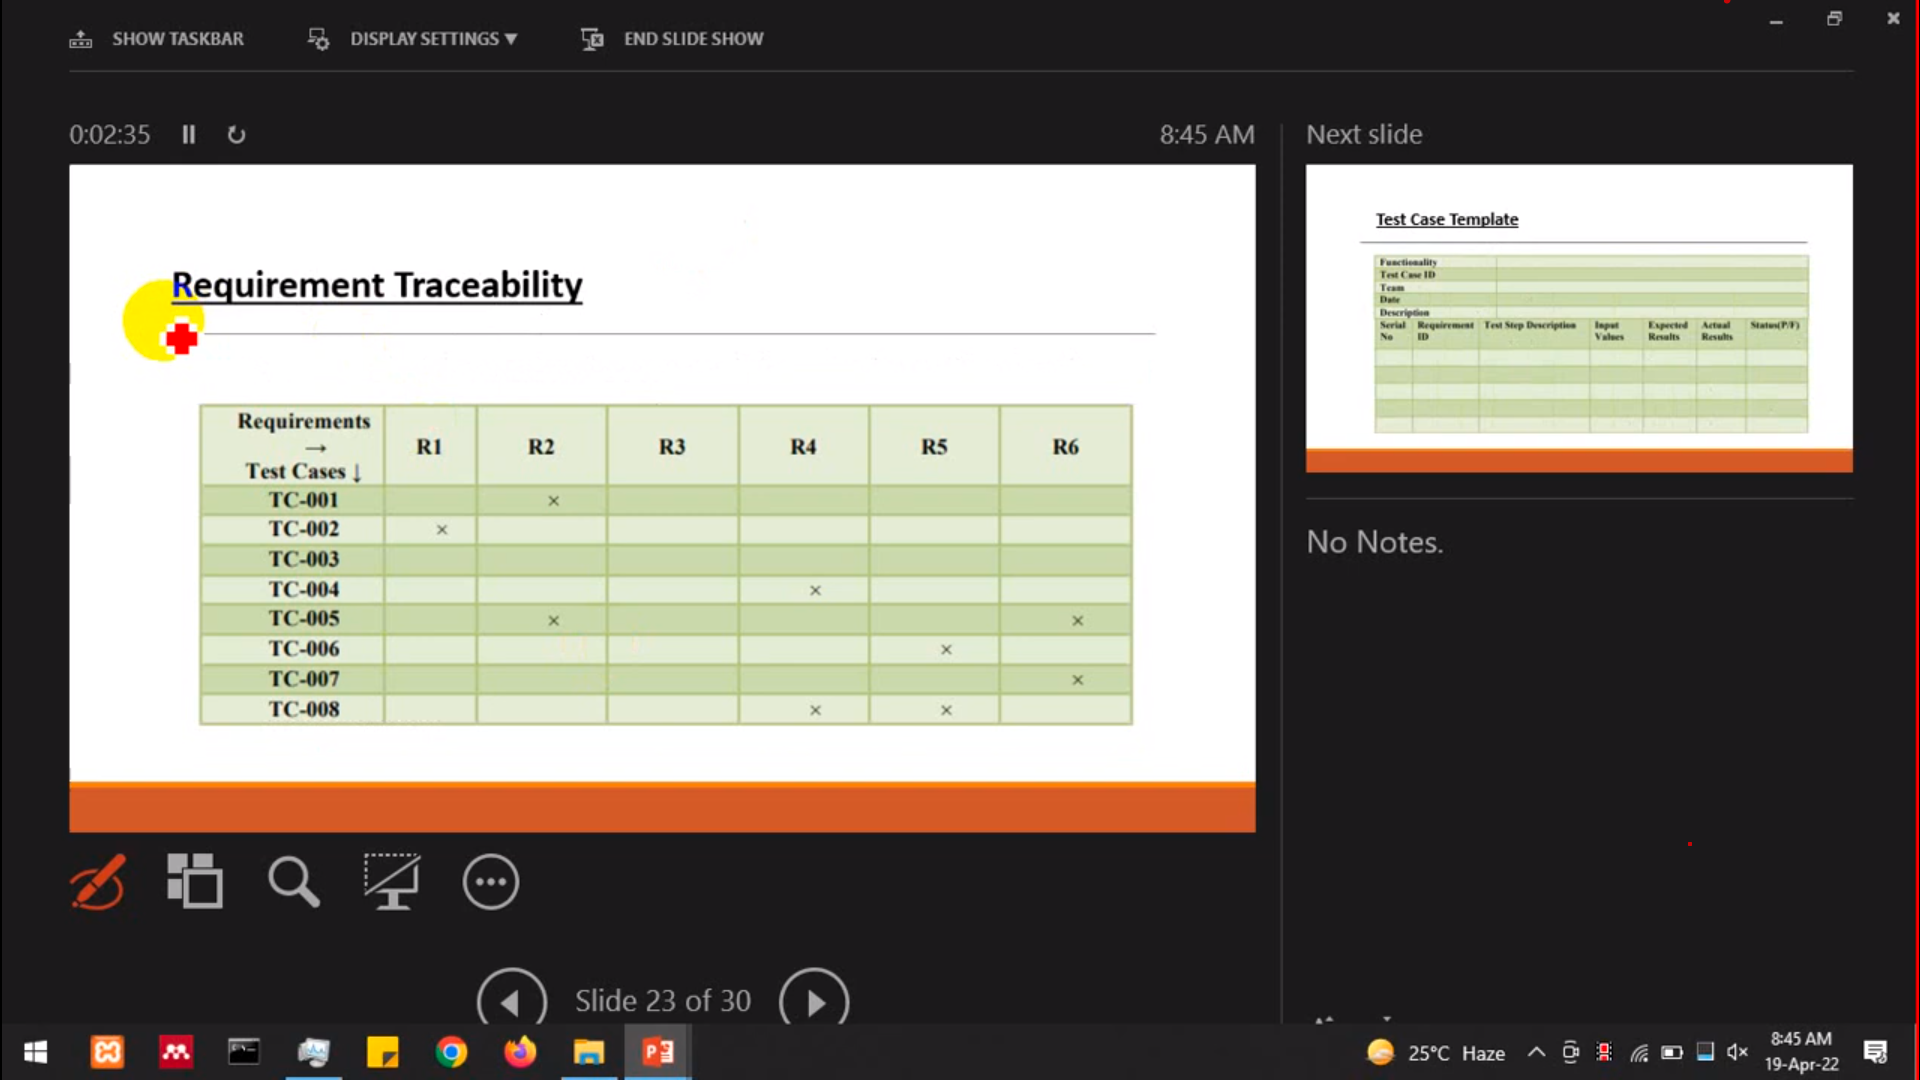 SHOW TASKBAR DISPLAY SETTINGS ▼ END SLIDE SHOW
0:02:35 8:45 AM
Requirement Traceability
Requirements → Test Cases ↓ R1 R2 R3 R4 R5 R6
TC-001 ×
TC-002 ×
TC-003
TC-004 ×
TC-005 × ×
TC-006 ×
TC-007 ×
TC-008 × ×
Next slide
Test Case Template
Functionality
Test Case ID
Team
Date
Description
Serial No Requirement ID Test Step Description Input Values Expected Results Actual Results Status(P/F)
No Notes.
Slide 23 of 30
25°C Haze
8:45 AM
19-Apr-22